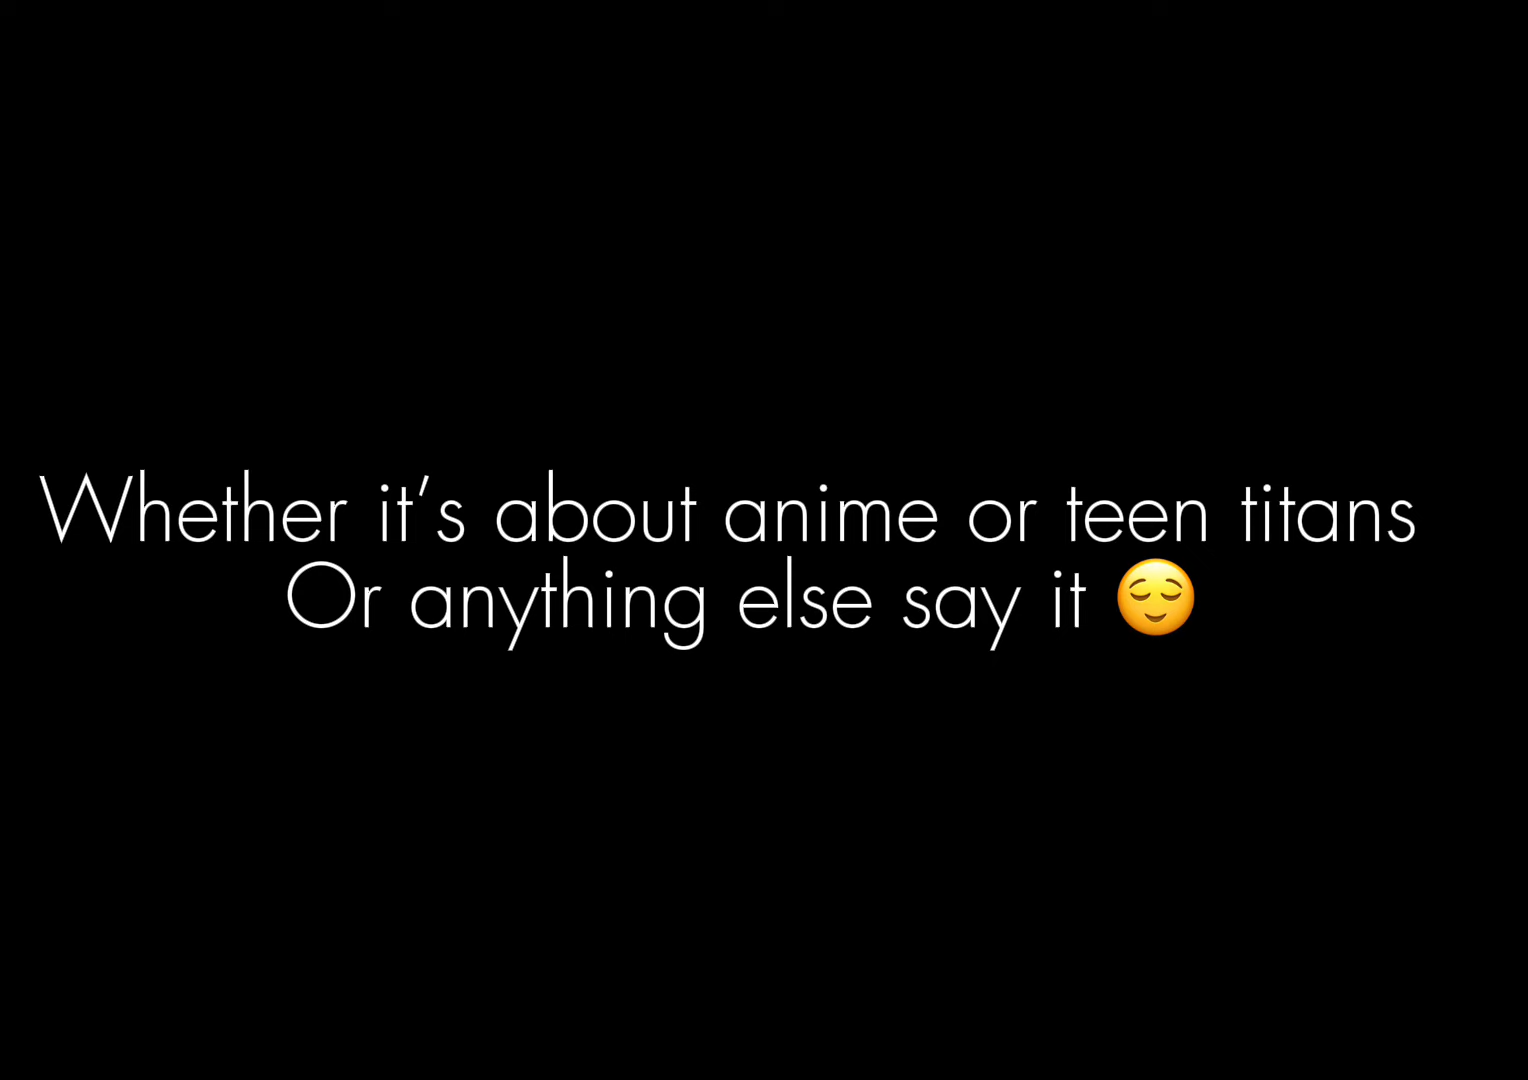 Whether it’s about anime or teen titans
Or anything else say it 😌